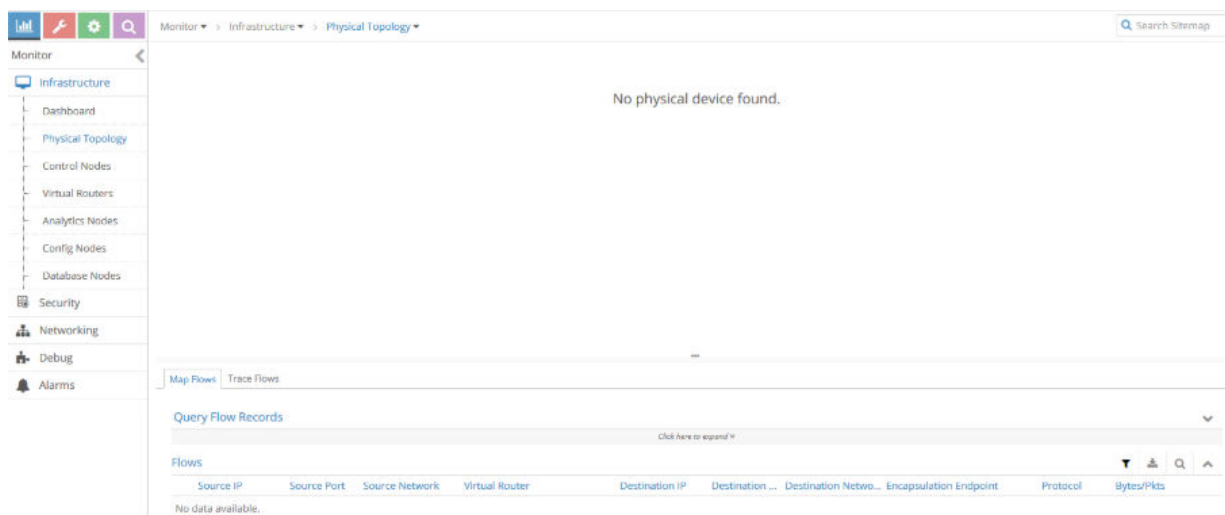 Monitor > Infrastructure > Physical Topology
Search Sitemap
Monitor
Infrastructure
Dashboard
Physical Topology
Control Nodes
Virtual Routers
Analytics Nodes
Config Nodes
Database Nodes
Security
Networking
Debug
Alarms
No physical device found.
Map Flows Trace Flows
Query Flow Records
Click here to expand
Flows
Source IP Source Port Source Network Virtual Router Destination IP Destination ... Destination Netwo... Encapsulation Endpoint Protocol Bytes/Pkts
No data available.